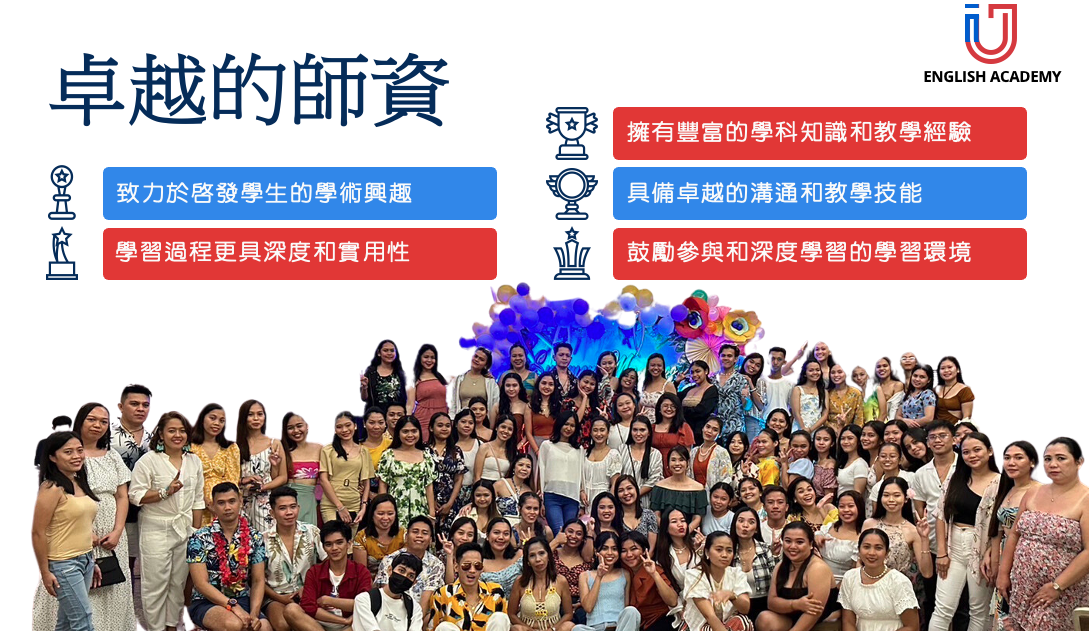 卓越的師資
ENGLISH ACADEMY
致力於啓發學生的學術興趣
學習過程更具深度和實用性
擁有豐富的學科知識和教學經驗
具備卓越的溝通和教學技能
鼓勵參與和深度學習的學習環境